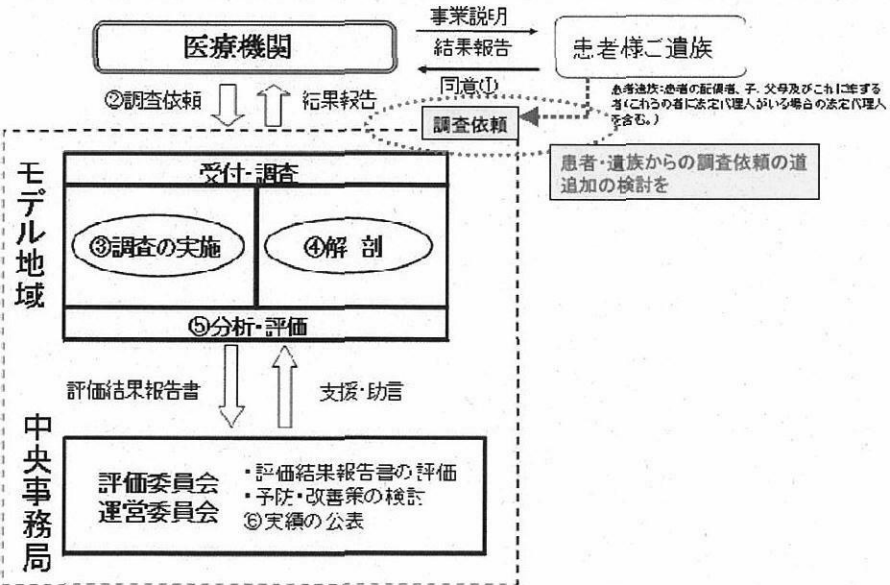 事業説明
医療機関
結果報告
患者様ご遺族
同意①
②調査依頼
結果報告
患者遺族:患者の配偶者、子、父母及びこれに準ずる
者(これらの者に法定代理人がいる場合の法定代理人
を含む。)
調査依頼
患者・遺族からの調査依頼の道
追加の検討を
モデル地域
受付・調査
③調査の実施
④解 剖
⑤分析・評価
評価結果報告書
支援・助言
中央事務局
評価委員会
運営委員会
・評価結果報告書の評価
・予防・改善策の検討
⑥実績の公表